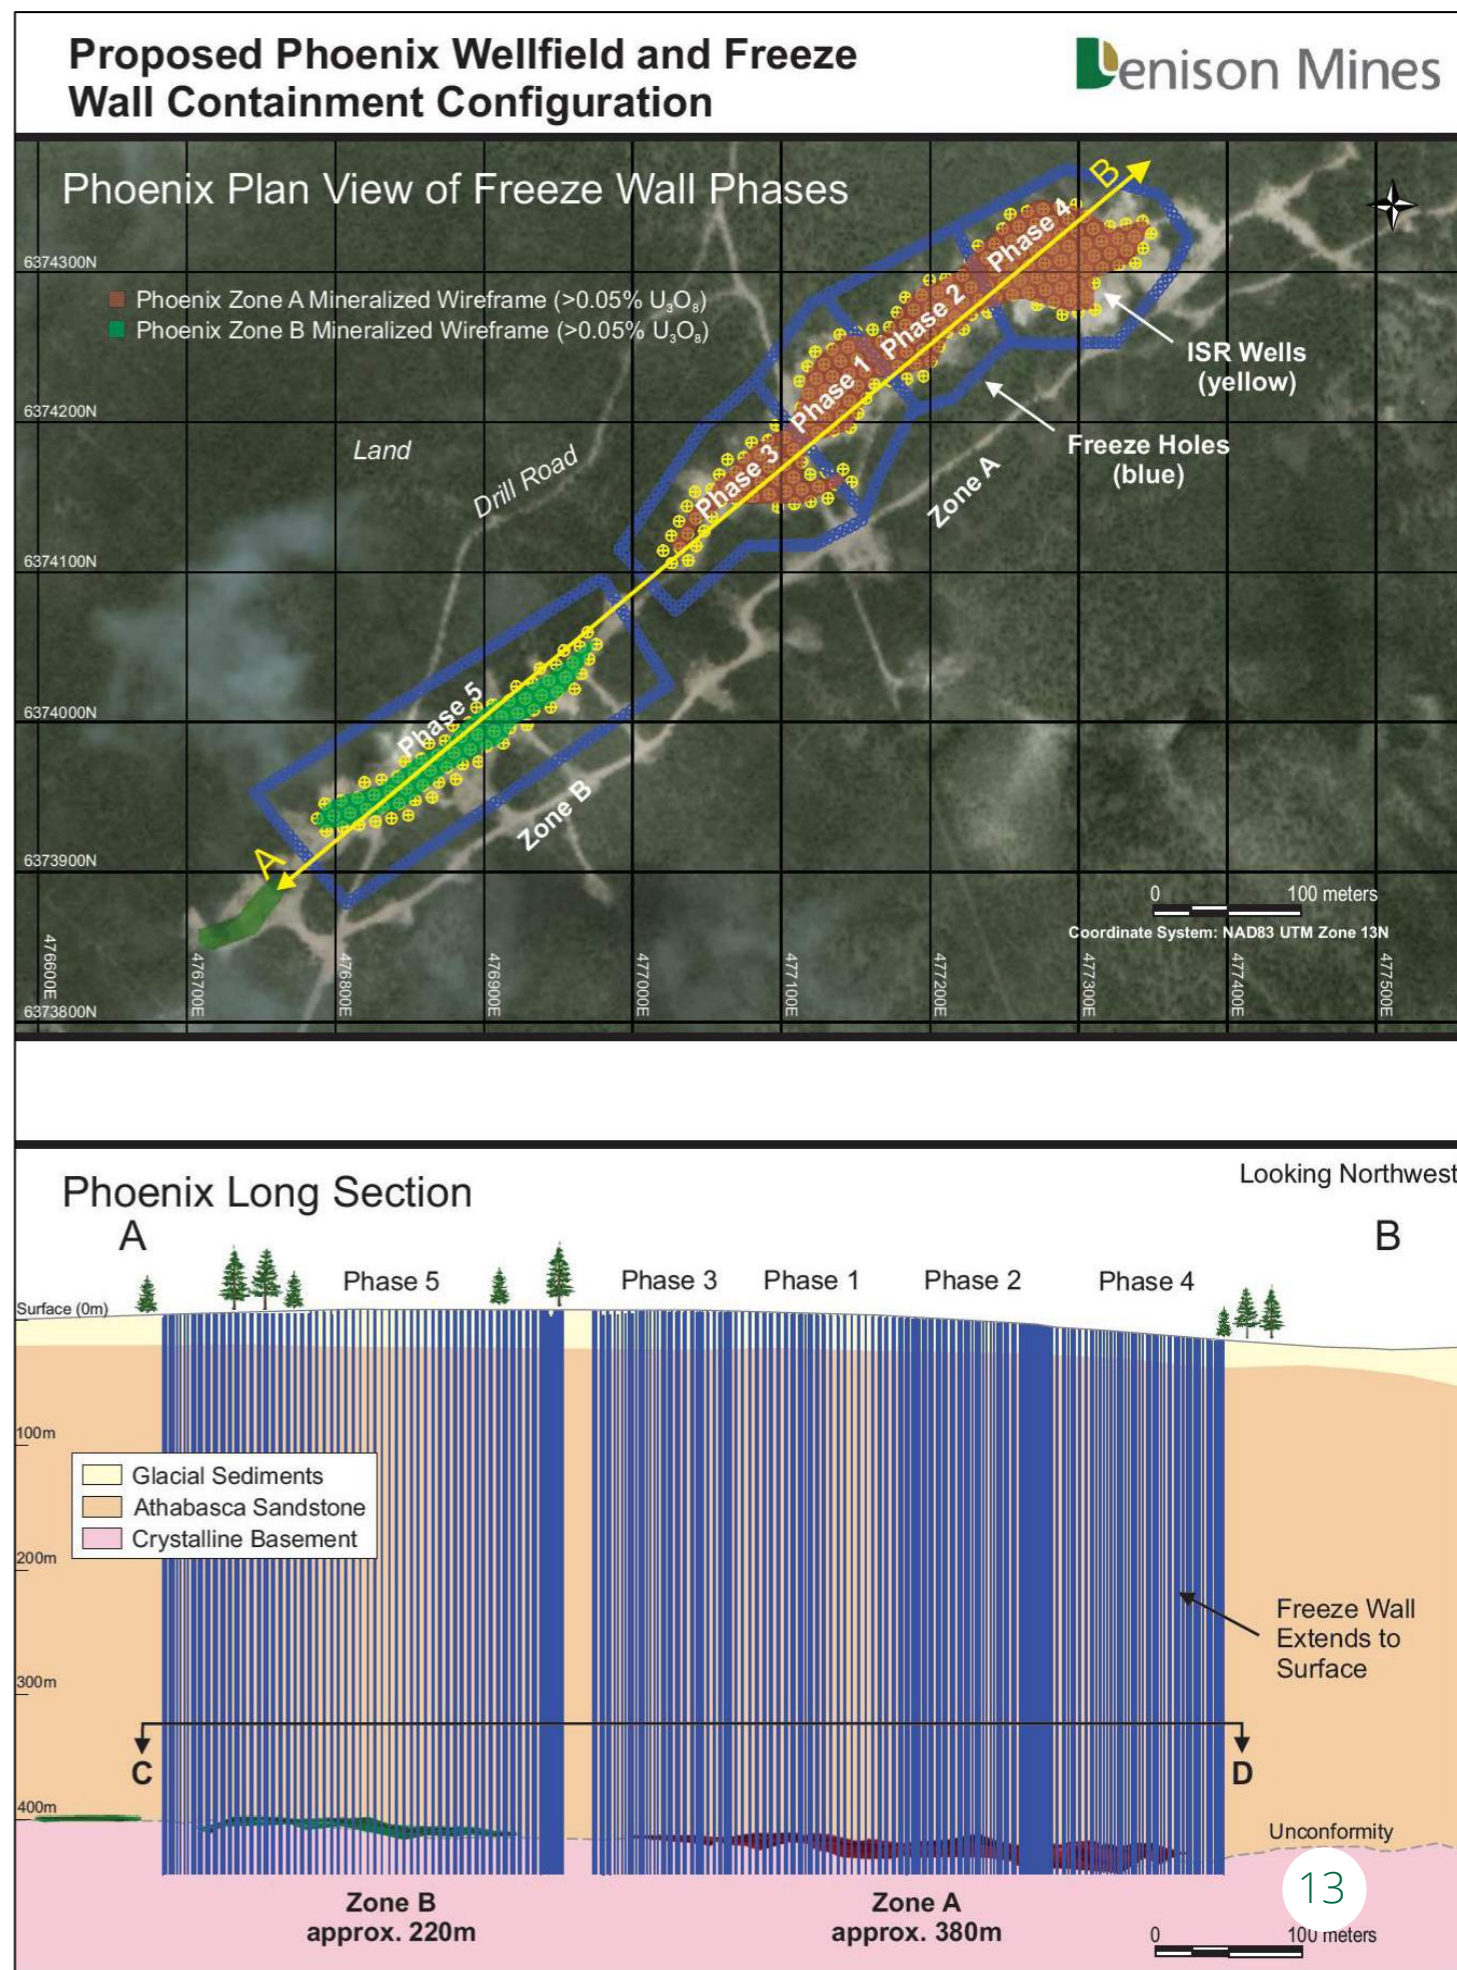 Proposed Phoenix Wellfield and Freeze
Wall Containment Configuration
Denison Mines
Phoenix Plan View of Freeze Wall Phases
B
6374300N
Phoenix Zone A Mineralized Wireframe (>0.05% U₃O₈)
Phoenix Zone B Mineralized Wireframe (>0.05% U₃O₈)
Phase 4
Phase 2
Phase 1
Phase 3
ISR Wells
(yellow)
6374200N
Land
Drill Road
Freeze Holes
(blue)
Zone A
6374100N
6374000N
Phase 5
Zone B
6373900N
A
0
100 meters
Coordinate System: NAD83 UTM Zone 13N
476600E
476700E
476800E
476900E
477000E
477100E
477200E
477300E
477400E
477500E
6373800N
Phoenix Long Section
Looking Northwest
A
B
Phase 5
Phase 3
Phase 1
Phase 2
Phase 4
Surface (0m)
100m
Glacial Sediments
Athabasca Sandstone
Crystalline Basement
200m
Freeze Wall
Extends to
Surface
300m
C
D
400m
Unconformity
13
Zone B
approx. 220m
Zone A
approx. 380m
0
100 meters